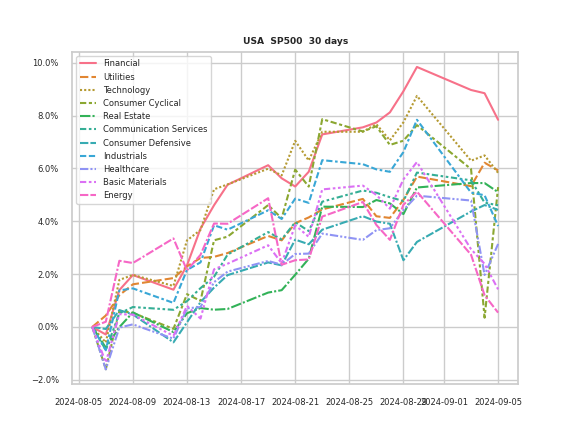 USA  SP500  30 days
10.0%
8.0%
6.0%
4.0%
2.0%
0.0%
−2.0%
Financial
Utilities
Technology
Consumer Cyclical
Real Estate
Communication Services
Consumer Defensive
Industrials
Healthcare
Basic Materials
Energy
2024-08-05 2024-08-09 2024-08-13 2024-08-17 2024-08-21 2024-08-25 2024-08-29 2024-09-01 2024-09-05